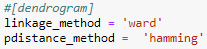 #[dendrogram]
linkage_method = 'ward'
pdistance_method = 'hamming'